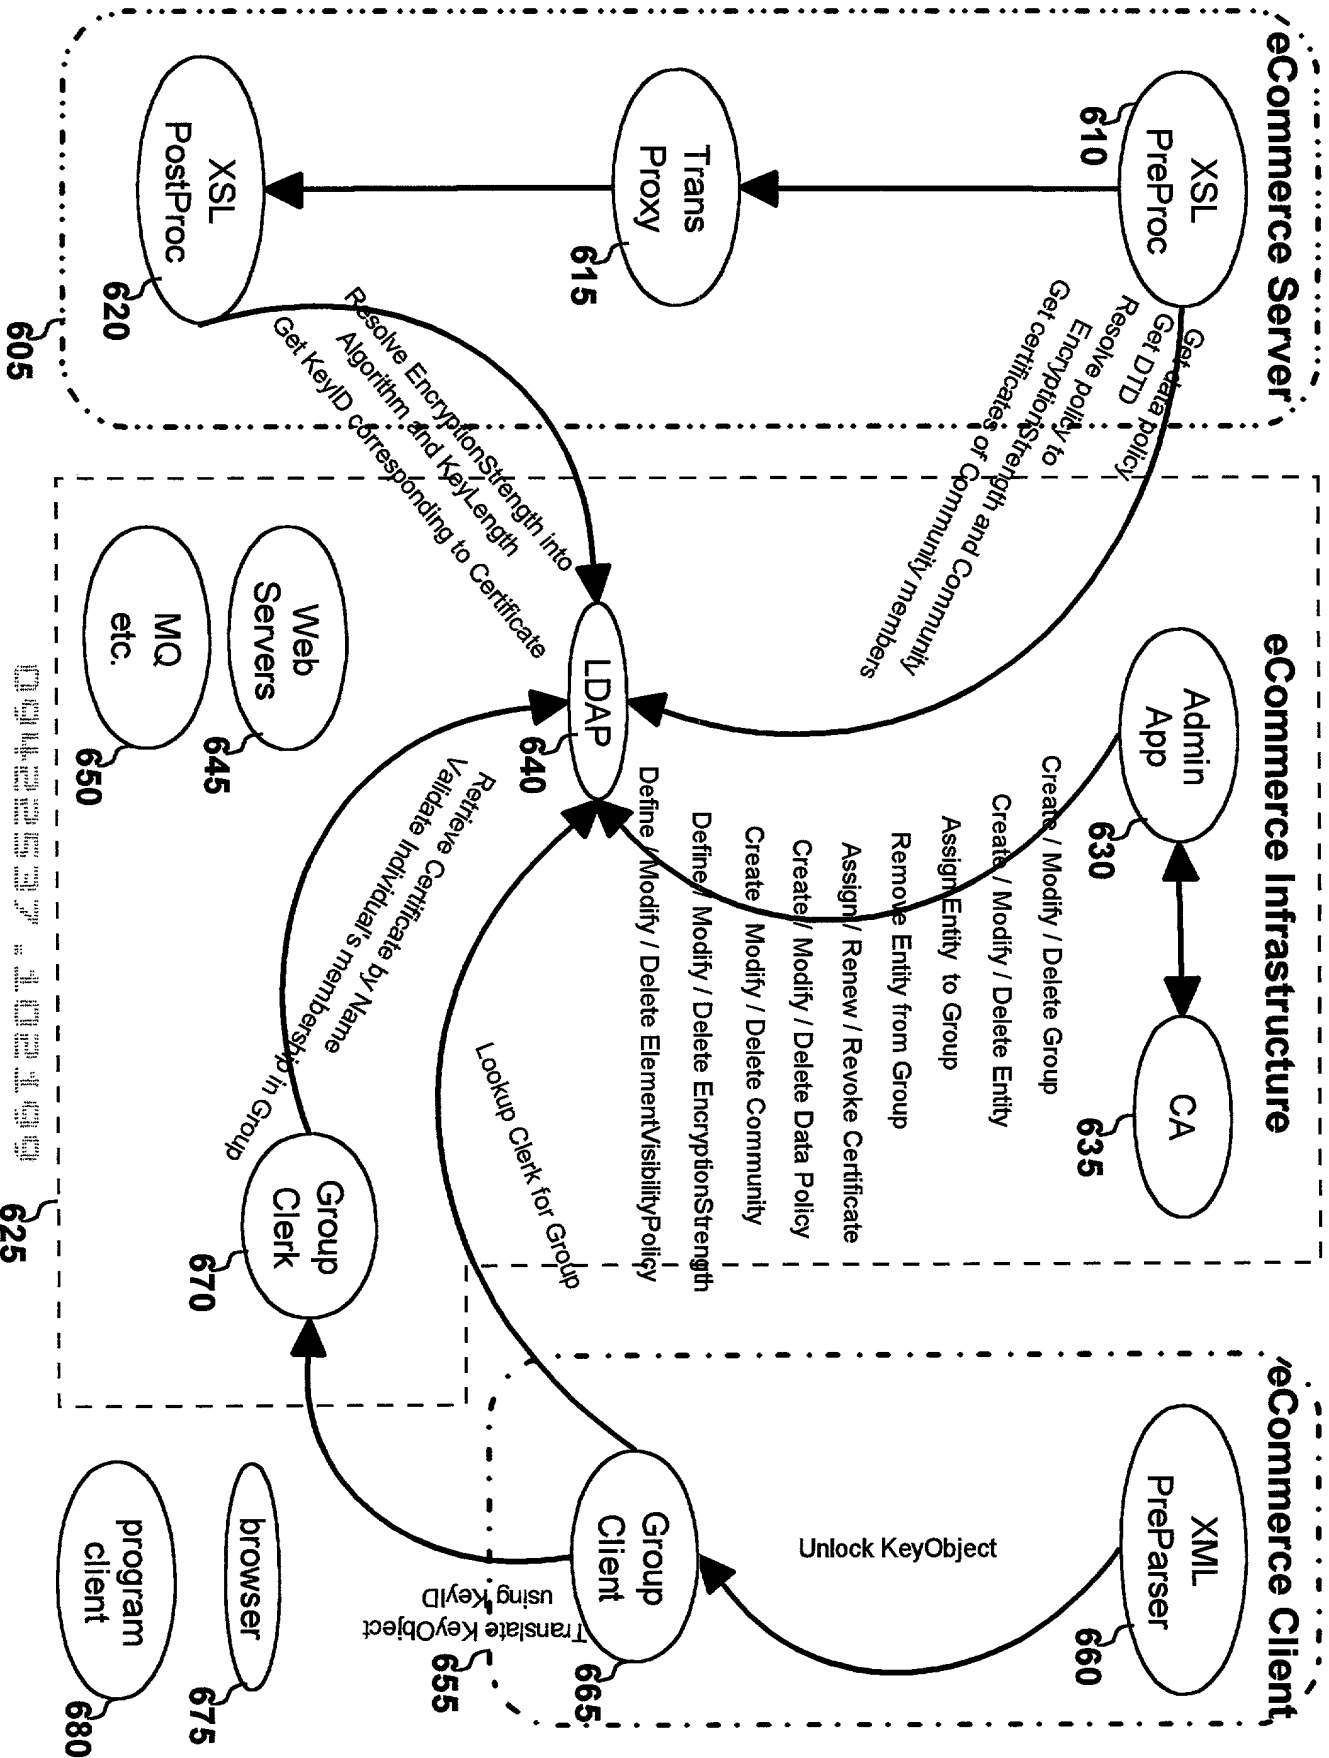 eCommerce Server
XSL
PreProc
610
Trans
Proxy
615
XSL
PostProc
620
605
Get data policy
Get DTD
Resolve policy to
EncryptionStrength and Community
Get certificates of Community members
Resolve EncryptionStrength into
Algorithm and KeyLength
Get KeyID corresponding to Certificate
eCommerce Infrastructure
Admin
App
630
CA
635
Create / Modify / Delete Group
Create / Modify / Delete Entity
Assign Entity to Group
Remove Entity from Group
Assign / Renew / Revoke Certificate
Create / Modify / Delete Data Policy
Create / Modify / Delete Community
Define / Modify / Delete EncryptionStrength
Define / Modify / Delete ElementVisibilityPolicy
LDAP
640
Web
Servers
645
MQ
etc.
650
Retrieve Certificate by Name
Validate Individual's membership in Group
Lookup Clerk for Group
Group
Clerk
670
625
eCommerce Client
XML
PreParser
660
Unlock KeyObject
Group
Client
665
Translate KeyObject
using KeyID
655
browser
675
program
client
680
09422537.102199